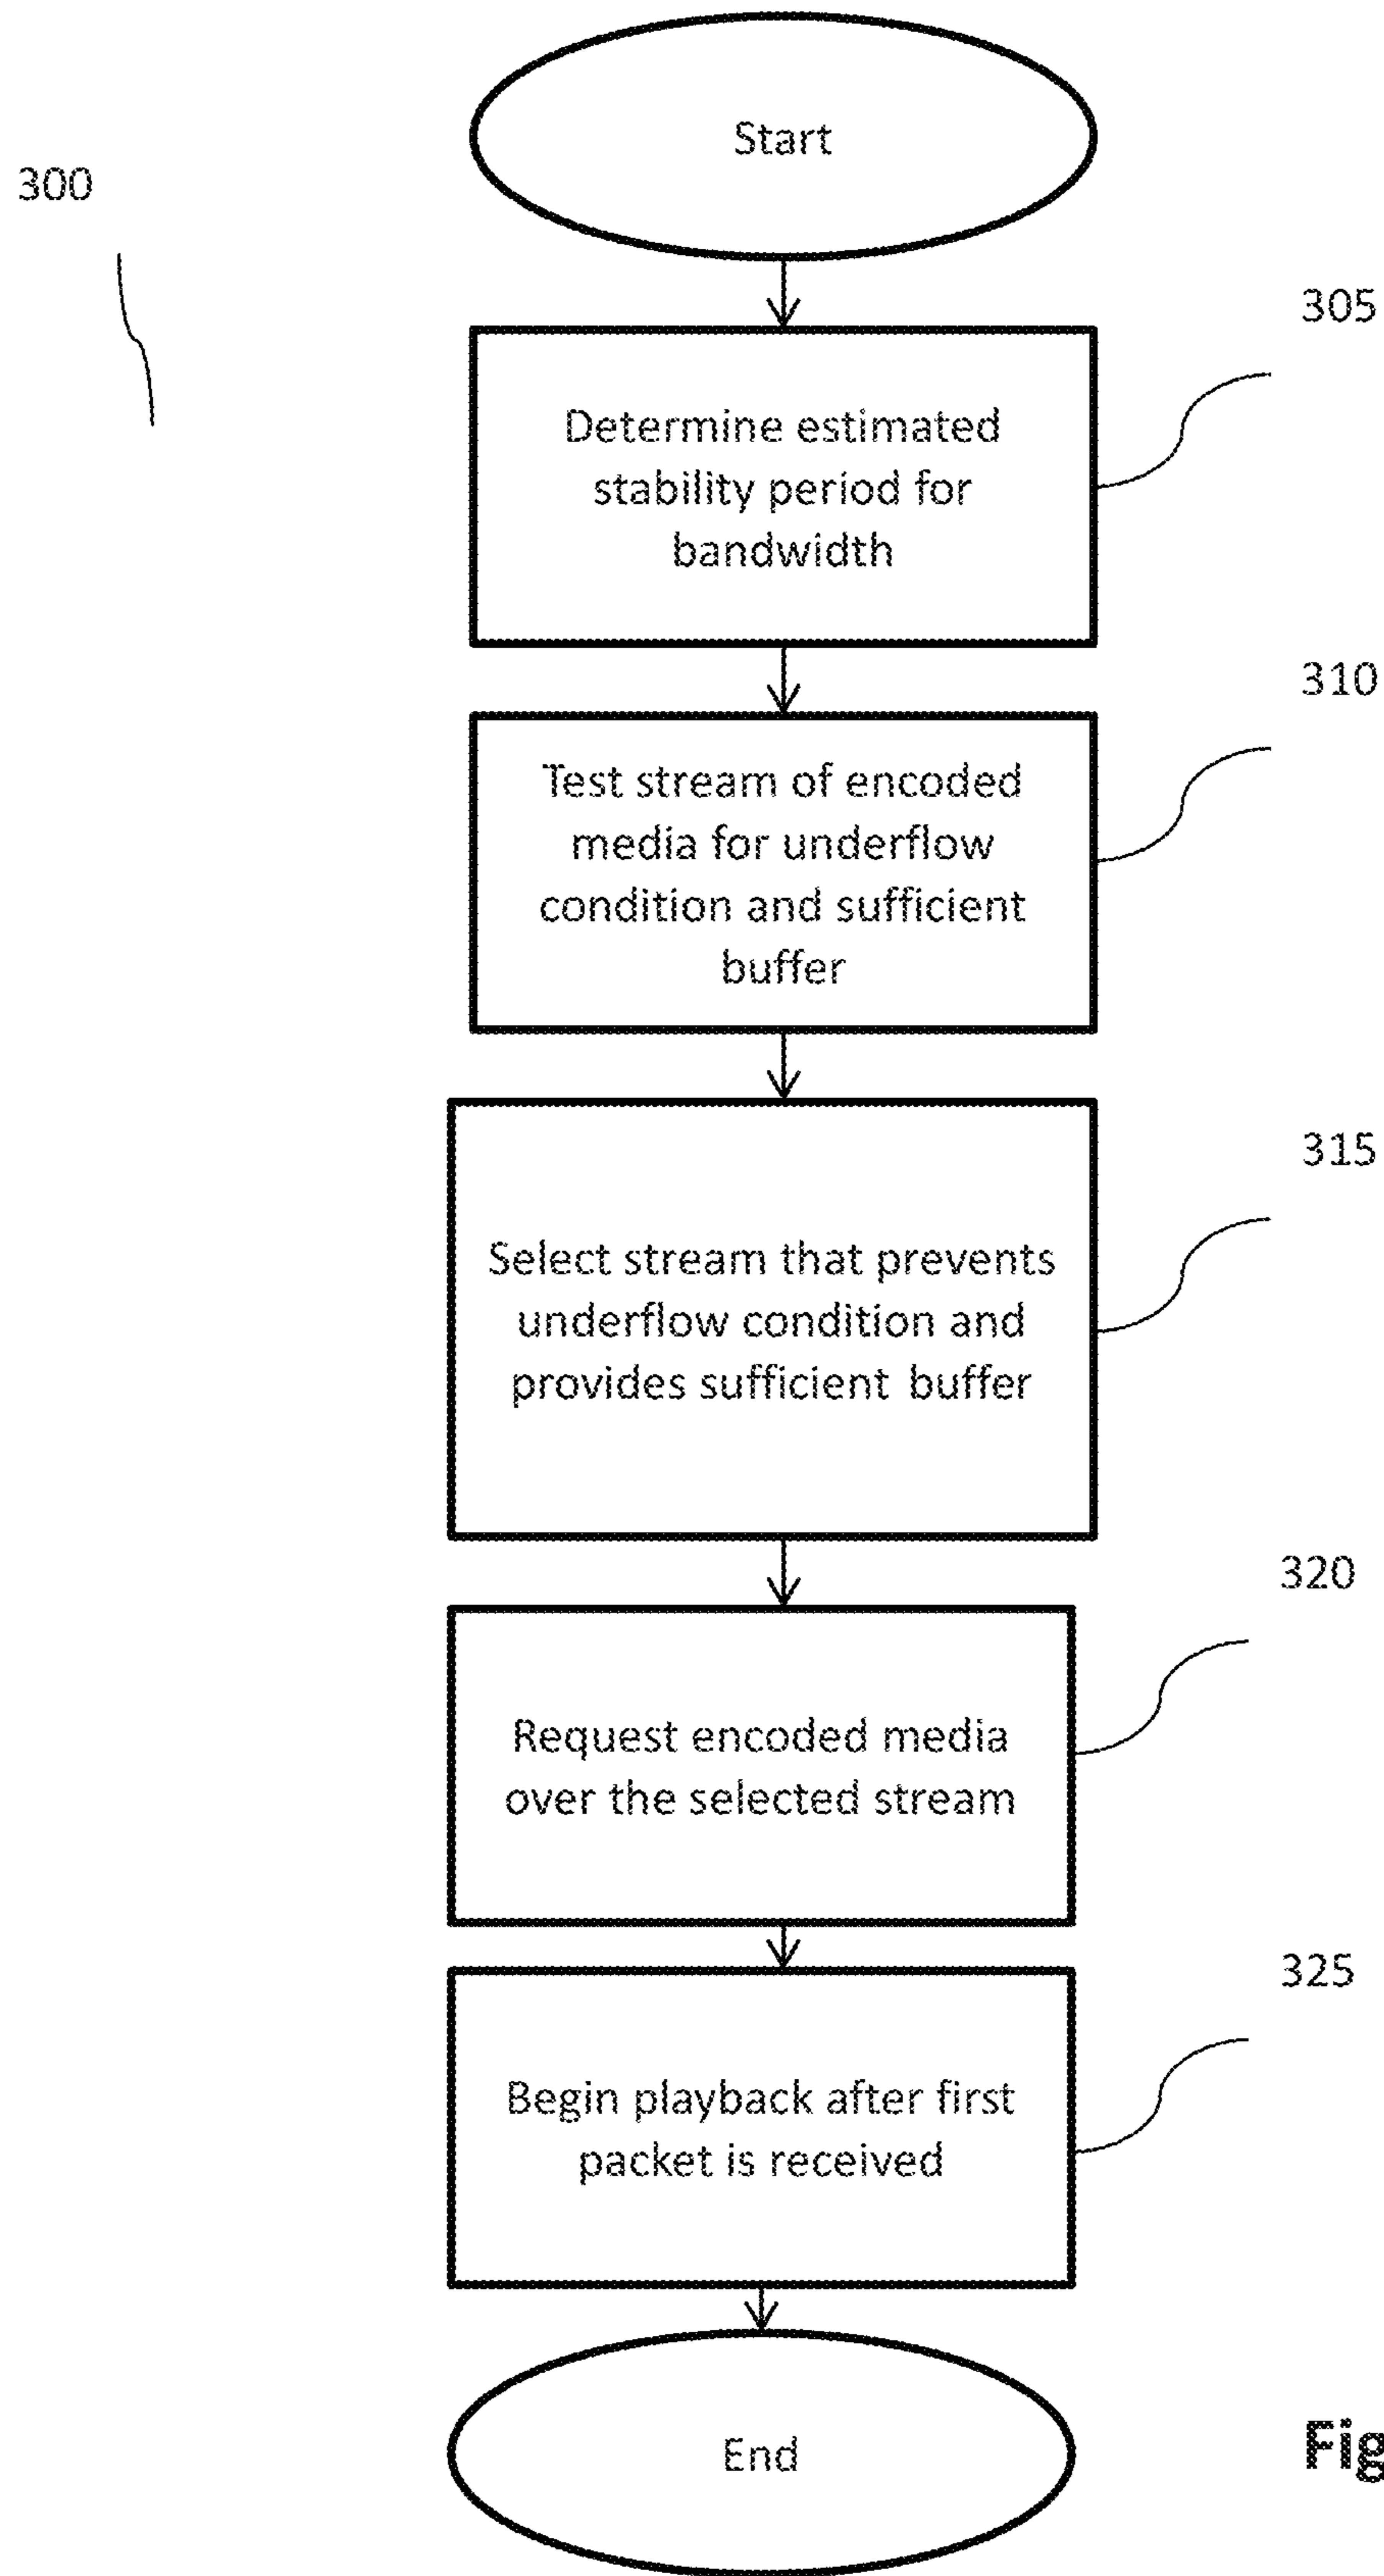 Start
300
305
Determine estimated
stability period for
bandwidth
310
Test stream of encoded
media for underflow
condition and sufficient
buffer
315
Select stream that prevents
underflow condition and
provides sufficient buffer
320
Request encoded media
over the selected stream
325
Begin playback after first
packet is received
End
Fig